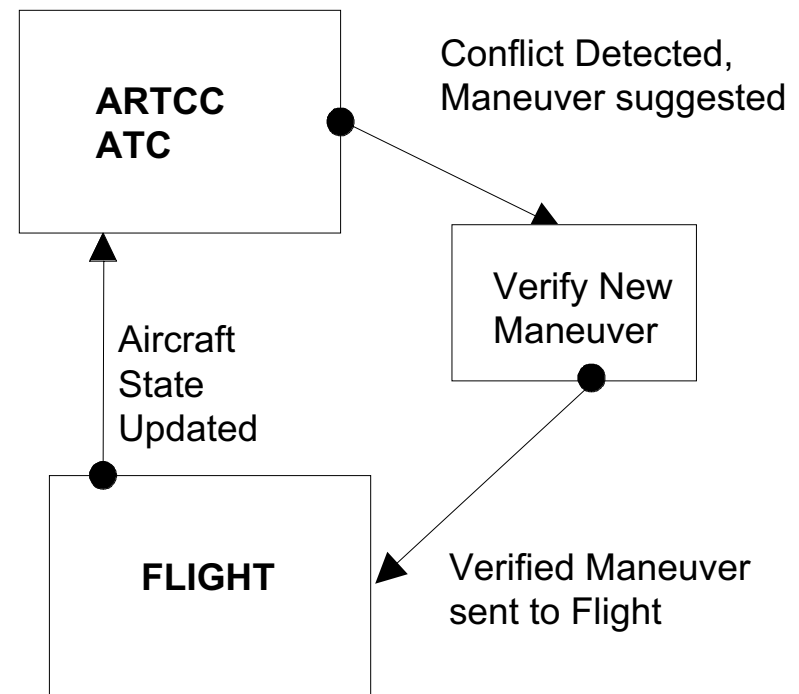 ARTCC
ATC
Conflict Detected,
Maneuver suggested
Verify New
Maneuver
Aircraft
State
Updated
FLIGHT
Verified Maneuver
sent to Flight